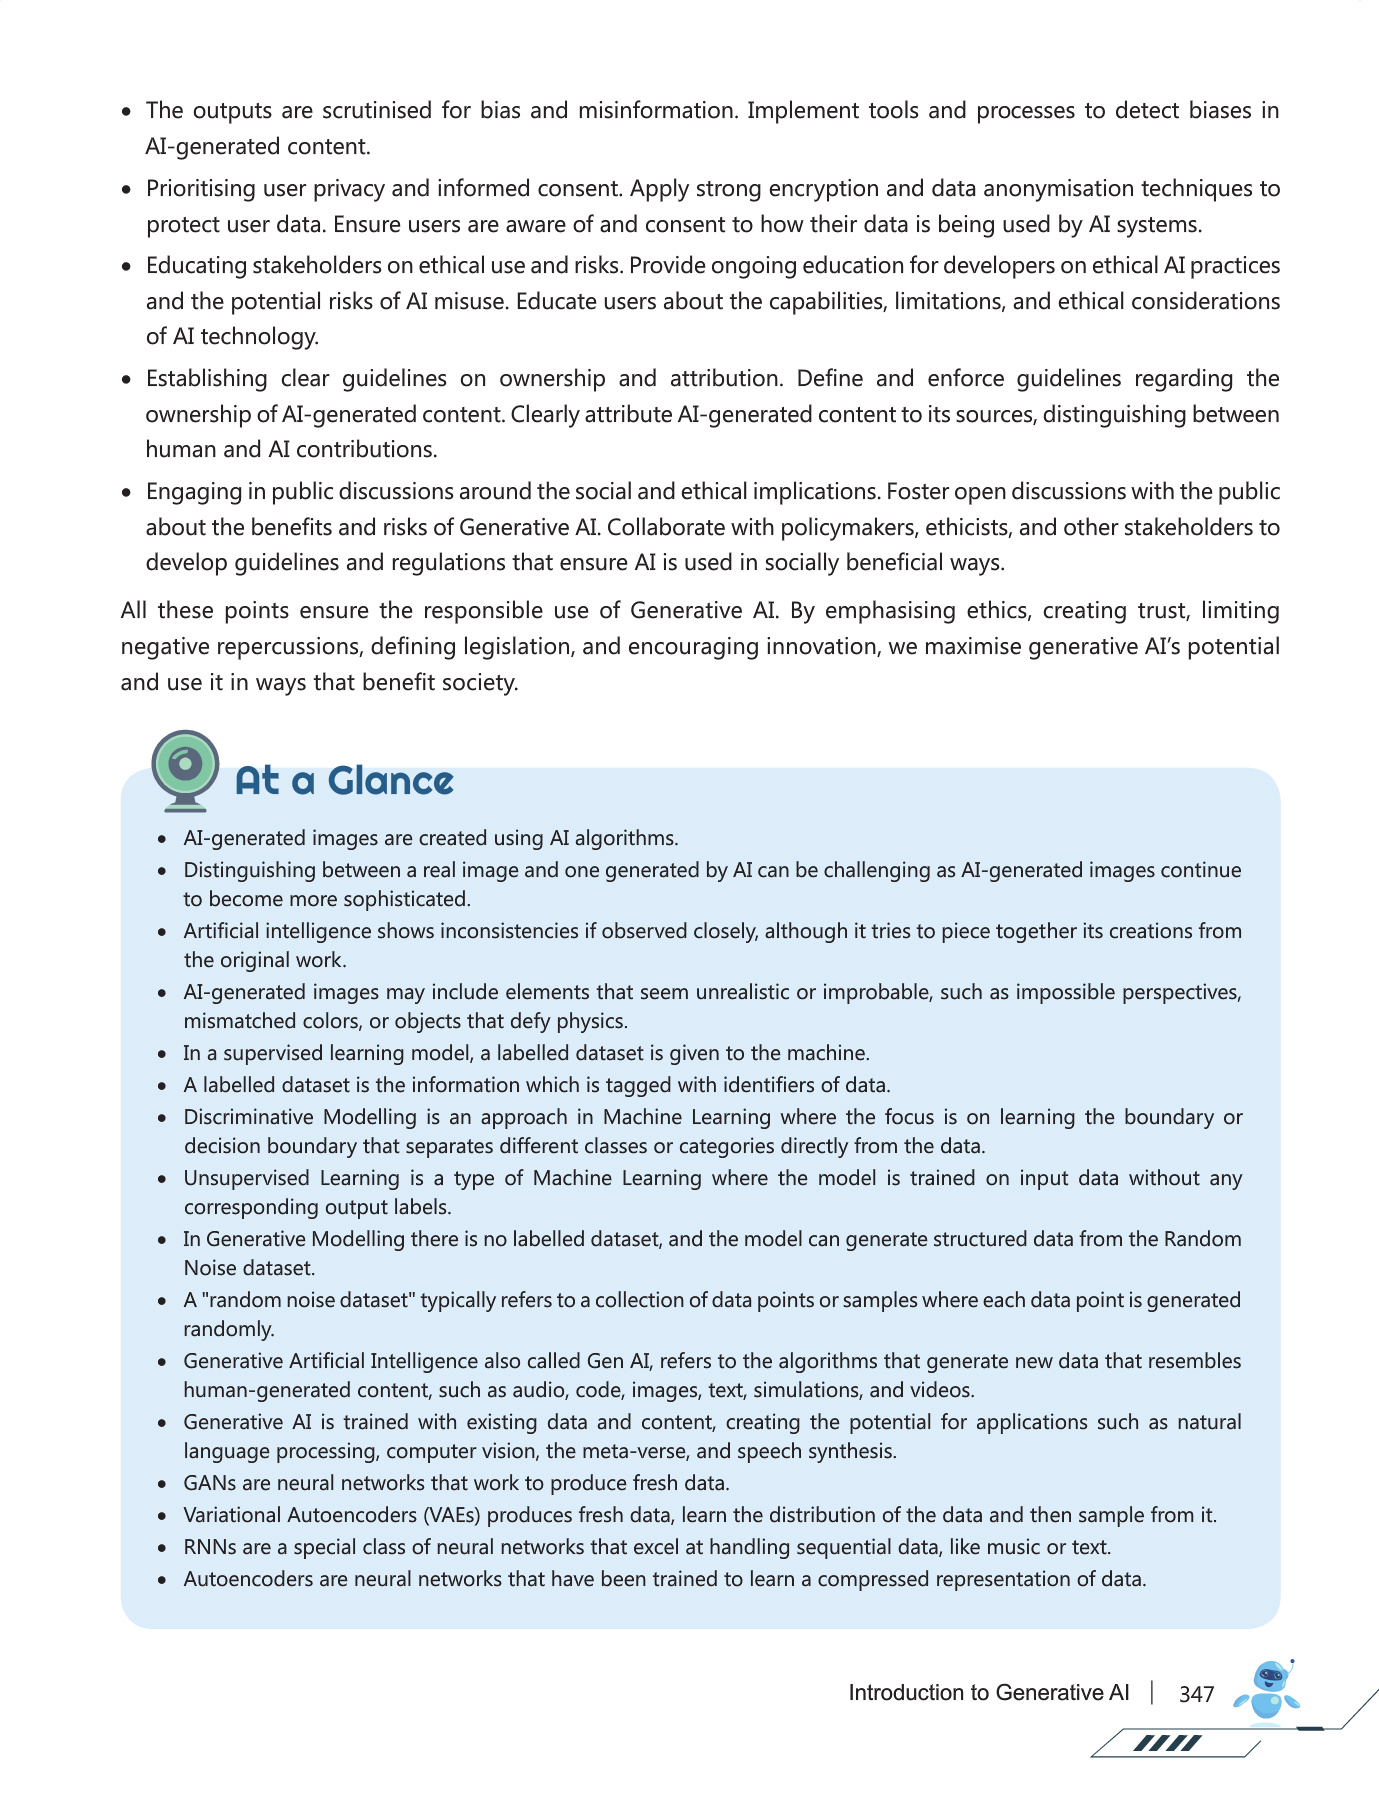 • The outputs are scrutinised for bias and misinformation. Implement tools and processes to detect biases in
AI-generated content.
• Prioritising user privacy and informed consent. Apply strong encryption and data anonymisation techniques to
protect user data. Ensure users are aware of and consent to how their data is being used by AI systems.
• Educating stakeholders on ethical use and risks. Provide ongoing education for developers on ethical AI practices
and the potential risks of AI misuse. Educate users about the capabilities, limitations, and ethical considerations
of AI technology.
• Establishing clear guidelines on ownership and attribution. Define and enforce guidelines regarding the
ownership of AI-generated content. Clearly attribute AI-generated content to its sources, distinguishing between
human and AI contributions.
• Engaging in public discussions around the social and ethical implications. Foster open discussions with the public
about the benefits and risks of Generative AI. Collaborate with policymakers, ethicists, and other stakeholders to
develop guidelines and regulations that ensure AI is used in socially beneficial ways.
All these points ensure the responsible use of Generative AI. By emphasising ethics, creating trust, limiting
negative repercussions, defining legislation, and encouraging innovation, we maximise generative AI’s potential
and use it in ways that benefit society.
At a Glance
• AI-generated images are created using AI algorithms.
• Distinguishing between a real image and one generated by AI can be challenging as AI-generated images continue
to become more sophisticated.
• Artificial intelligence shows inconsistencies if observed closely, although it tries to piece together its creations from
the original work.
• AI-generated images may include elements that seem unrealistic or improbable, such as impossible perspectives,
mismatched colors, or objects that defy physics.
• In a supervised learning model, a labelled dataset is given to the machine.
• A labelled dataset is the information which is tagged with identifiers of data.
• Discriminative Modelling is an approach in Machine Learning where the focus is on learning the boundary or
decision boundary that separates different classes or categories directly from the data.
• Unsupervised Learning is a type of Machine Learning where the model is trained on input data without any
corresponding output labels.
• In Generative Modelling there is no labelled dataset, and the model can generate structured data from the Random
Noise dataset.
• A "random noise dataset" typically refers to a collection of data points or samples where each data point is generated
randomly.
• Generative Artificial Intelligence also called Gen AI, refers to the algorithms that generate new data that resembles
human-generated content, such as audio, code, images, text, simulations, and videos.
• Generative AI is trained with existing data and content, creating the potential for applications such as natural
language processing, computer vision, the meta-verse, and speech synthesis.
• GANs are neural networks that work to produce fresh data.
• Variational Autoencoders (VAEs) produces fresh data, learn the distribution of the data and then sample from it.
• RNNs are a special class of neural networks that excel at handling sequential data, like music or text.
• Autoencoders are neural networks that have been trained to learn a compressed representation of data.
Introduction to Generative AI | 347